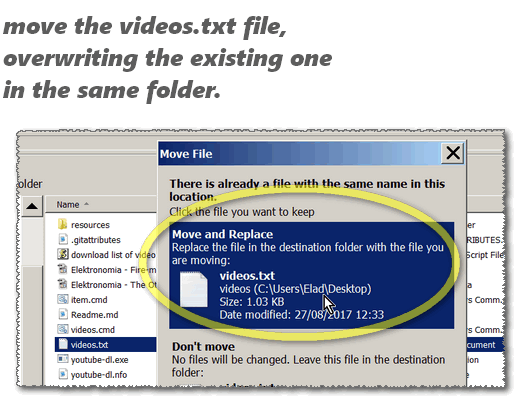 move the videos.txt file,
overwriting the existing one
in the same folder.
Move File
older
There is already a file with the same name in this
location.
Click the file you want to keep
Name
resources
.gitattributes
download list of video
Elektronomia - Fire-m
Elektronomia - The Ot
item.cmd
Readme.md
videos.cmd
videos.txt
youtube-dl.exe
youtube-dl.nfo
Move and Replace
Replace the file in the destination folder with the file you
are moving:
videos.txt
videos (C:\Users\Elad\Desktop)
Size: 1.03 KB
Date modified: 27/08/2017 12:33
Don't move
No files will be changed. Leave this file in the destination
folder:
der
RIBUTES.
Script File
s Comm.
s Comm.
ocument